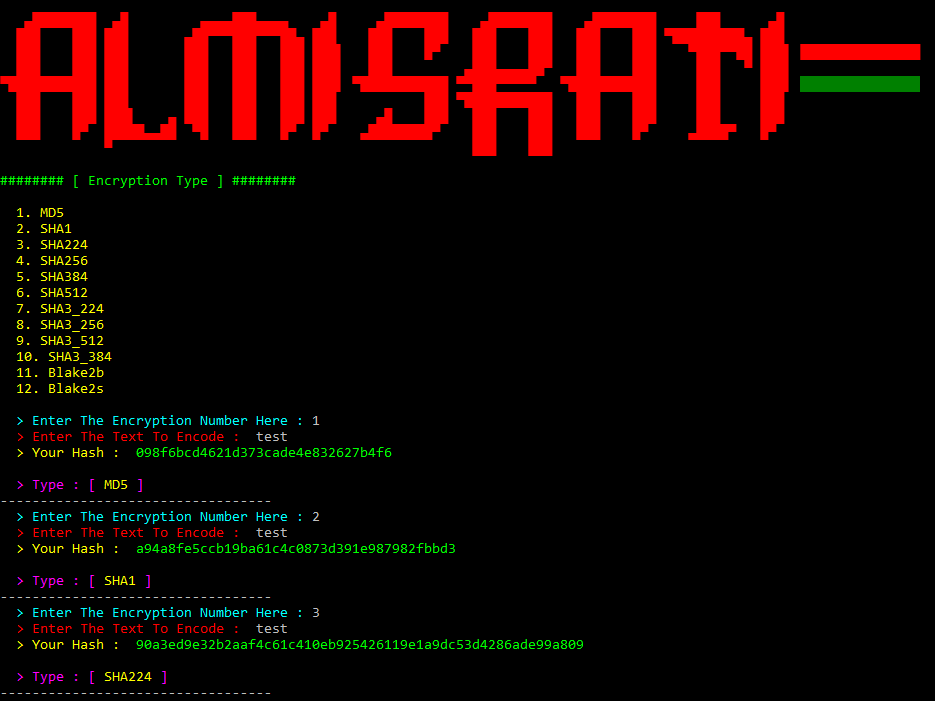 ALMISRATI
######## [ Encryption Type ] ########
1. MD5
2. SHA1
3. SHA224
4. SHA256
5. SHA384
6. SHA512
7. SHA3_224
8. SHA3_256
9. SHA3_512
10. SHA3_384
11. Blake2b
12. Blake2s
> Enter The Encryption Number Here : 1
> Enter The Text To Encode :  test
> Your Hash :  098f6bcd4621d373cade4e832627b4f6
> Type : [ MD5 ]
----------------------------------
> Enter The Encryption Number Here : 2
> Enter The Text To Encode :  test
> Your Hash :  a94a8fe5ccb19ba61c4c0873d391e987982fbbd3
> Type : [ SHA1 ]
----------------------------------
> Enter The Encryption Number Here : 3
> Enter The Text To Encode :  test
> Your Hash :  90a3ed9e32b2aaf4c61c410eb925426119e1a9dc53d4286ade99a809
> Type : [ SHA224 ]
----------------------------------